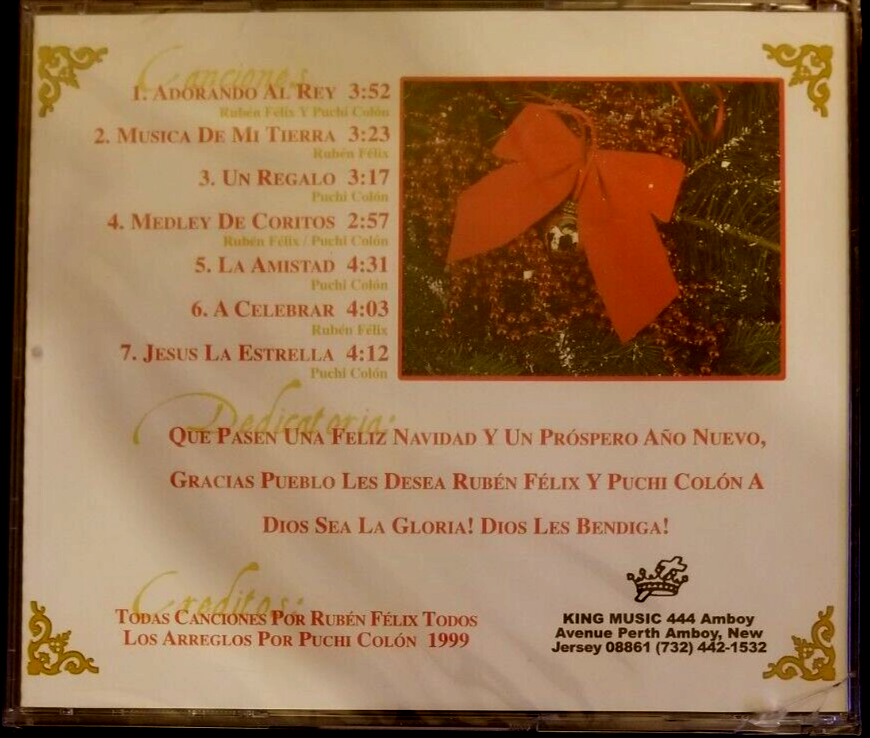 Canciones
1. Adorando Al Rey 3:52
Rubén Félix Y Puchi Colón
2. Musica De Mi Tierra 3:23
Rubén Félix
3. Un Regalo 3:17
Puchi Colón
4. Medley De Coritos 2:57
Rubén Félix / Puchi Colón
5. La Amistad 4:31
Puchi Colón
6. A Celebrar 4:03
Rubén Félix
7. Jesus La Estrella 4:12
Puchi Colón
Dedicatoria:
Que Pasen Una Feliz Navidad Y Un Próspero Año Nuevo,
Gracias Pueblo Les Desea Rubén Félix Y Puchi Colón A
Dios Sea La Gloria! Dios Les Bendiga!
Creditos:
Todas Canciones Por Rubén Félix Todos
Los Arreglos Por Puchi Colón 1999
KING MUSIC 444 Amboy
Avenue Perth Amboy, New
Jersey 08861 (732) 442-1532